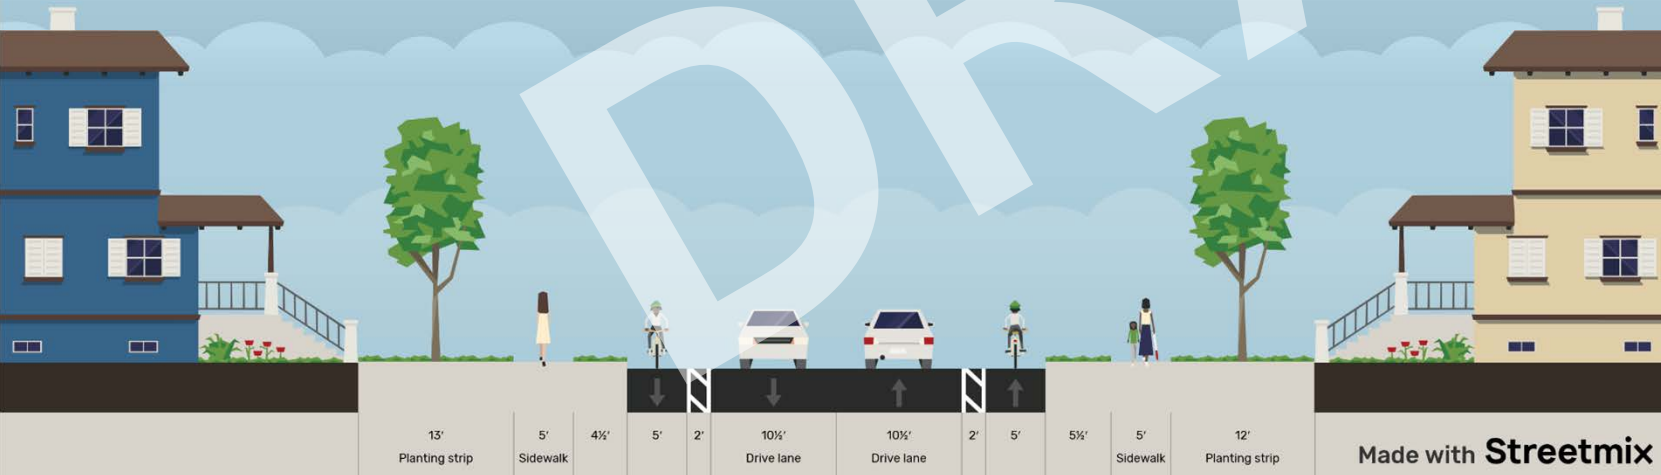 DR
13' 5' 4½' 5' 2' 10½' 10½' 2' 5' 5½' 5' 12'
Planting strip Sidewalk Drive lane Drive lane Sidewalk Planting strip
Made with Streetmix